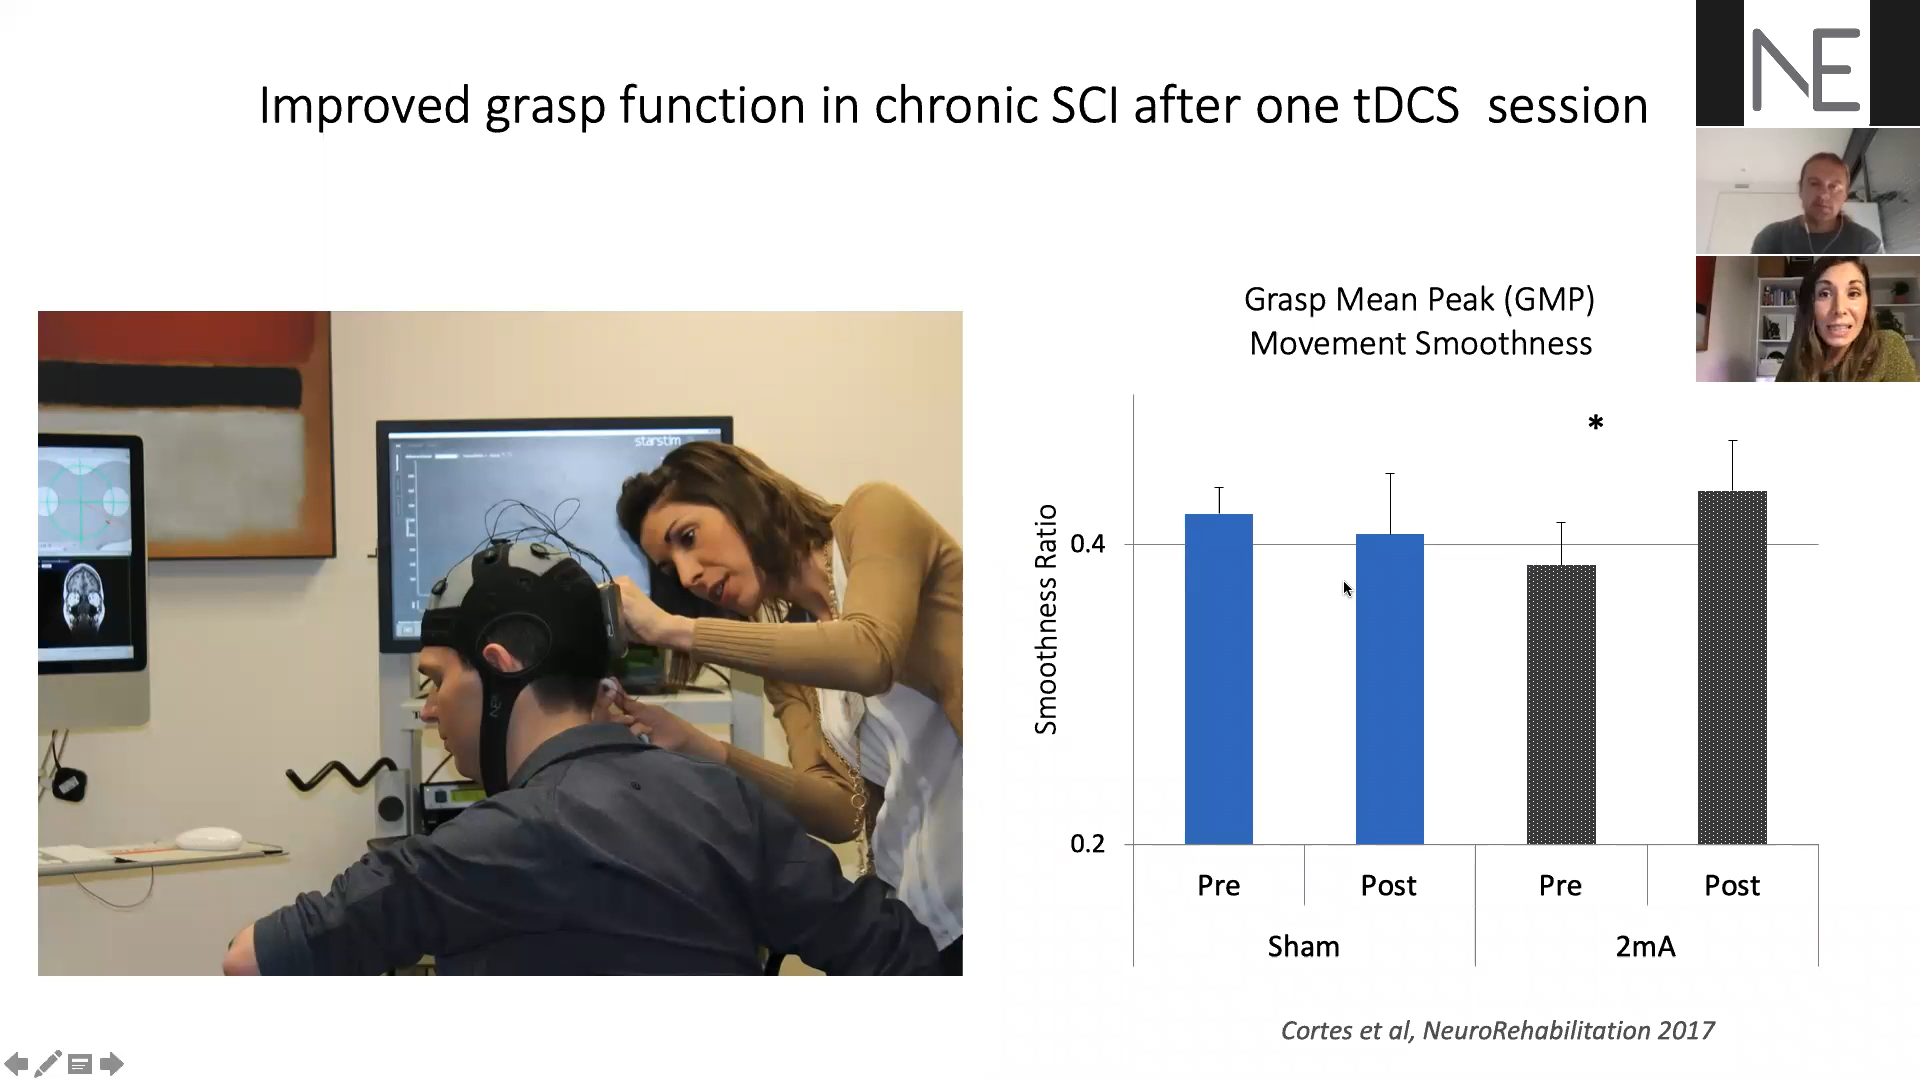 Improved grasp function in chronic SCI after one tDCS  session
NE
Grasp Mean Peak (GMP)
Movement Smoothness
*
Smoothness Ratio
0.4
0.2
Pre
Post
Pre
Post
Sham
2mA
Cortes et al, NeuroRehabilitation 2017
starstim
NE